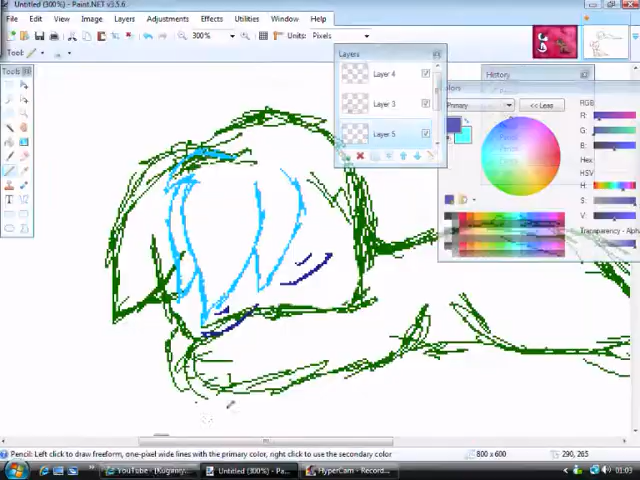 Untitled (300%) - Paint.NET v3.5.6
File Edit View Image Layers Adjustments Effects Utilities Window Help
300% Units: Pixels
Tool:
Tools
Layers
Layer 4
Layer 3
Layer 5
History
Primary
<< Less
RGB
R:
G:
B:
Hex:
HSV
H:
S:
V:
Transparency - Alpha
Pencil: Left click to draw freeform, one-pixel wide lines with the primary color, right click to use the secondary color
800 x 600
290, 265
YouTube
Untitled (300%) - Pa...
HyperCam - Record...
01:03